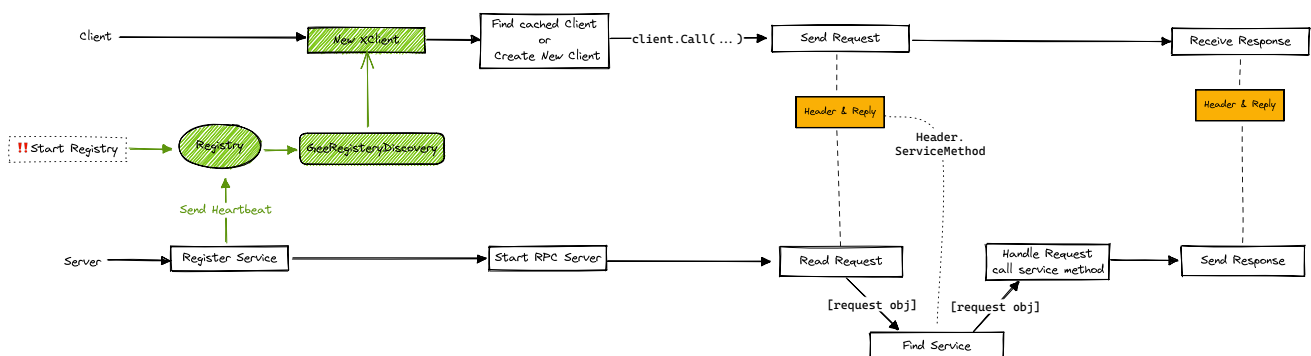 Client
New XClient
Find cached Client
or
Create New Client
client.Call(...)
Send Request
Receive Response
Header & Reply
Header & Reply
Header.
ServiceMethod
‼️Start Registry
Registry
GeeRegisteryDiscovery
Send Heartbeat
Server
Register Service
Start RPC Server
Read Request
Handle Request
call service method
Send Response
[request obj]
[request obj]
Find Service